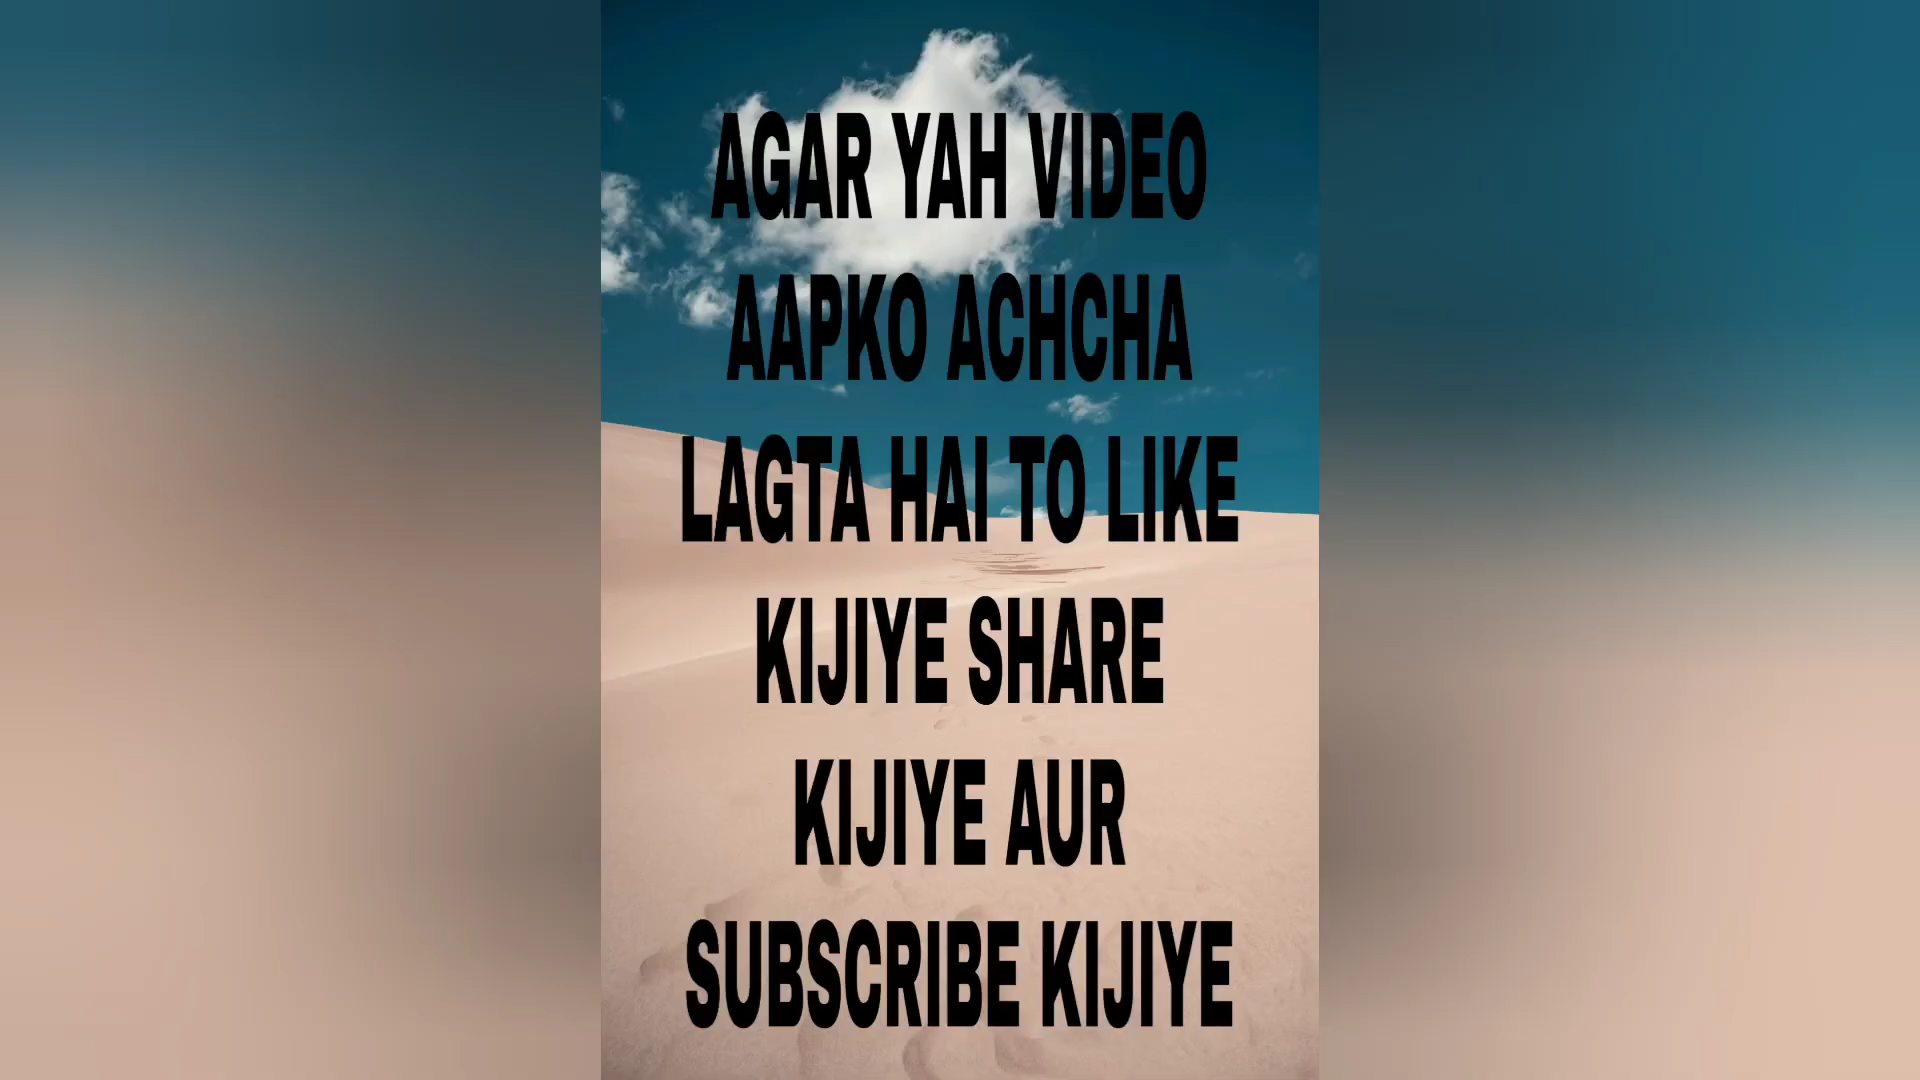 AGAR YAH VIDEO
AAPKO ACHCHA
LAGTA HAI TO LIKE
KIJIYE SHARE
KIJIYE AUR
SUBSCRIBE KIJIYE